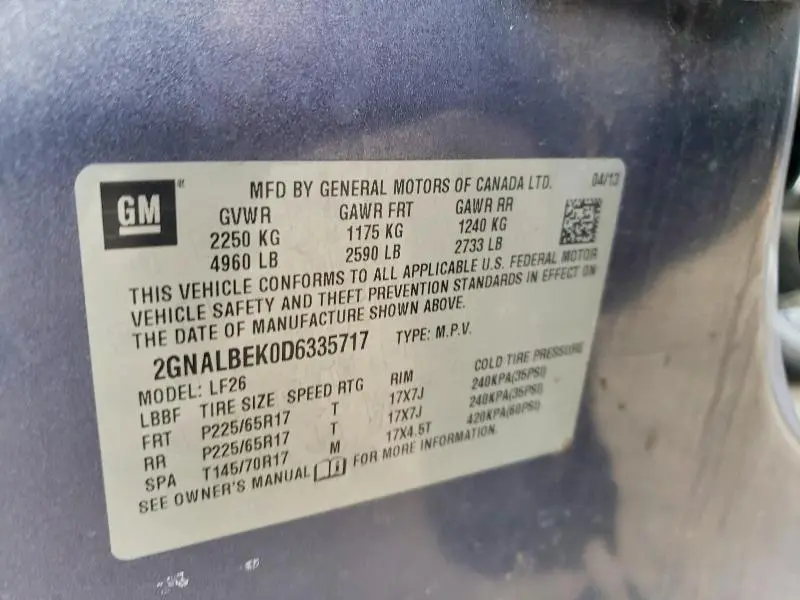 GM
MFD BY GENERAL MOTORS OF CANADA LTD. 04/13
GVWR GAWR FRT GAWR RR
2250 KG 1175 KG 1240 KG
4960 LB 2590 LB 2733 LB
THIS VEHICLE CONFORMS TO ALL APPLICABLE U.S. FEDERAL MOTOR
VEHICLE SAFETY AND THEFT PREVENTION STANDARDS IN EFFECT ON
THE DATE OF MANUFACTURE SHOWN ABOVE.
2GNALBEK0D6335717 TYPE: M.P.V.
MODEL: LF26
LBBF TIRE SIZE SPEED RTG RIM COLD TIRE PRESSURE
FRT P225/65R17 T 17X7J 240KPA(35PSI)
RR P225/65R17 T 17X7J 240KPA(35PSI)
SPA T145/70R17 M 17X4.5T 420KPA(60PSI)
SEE OWNER'S MANUAL FOR MORE INFORMATION.